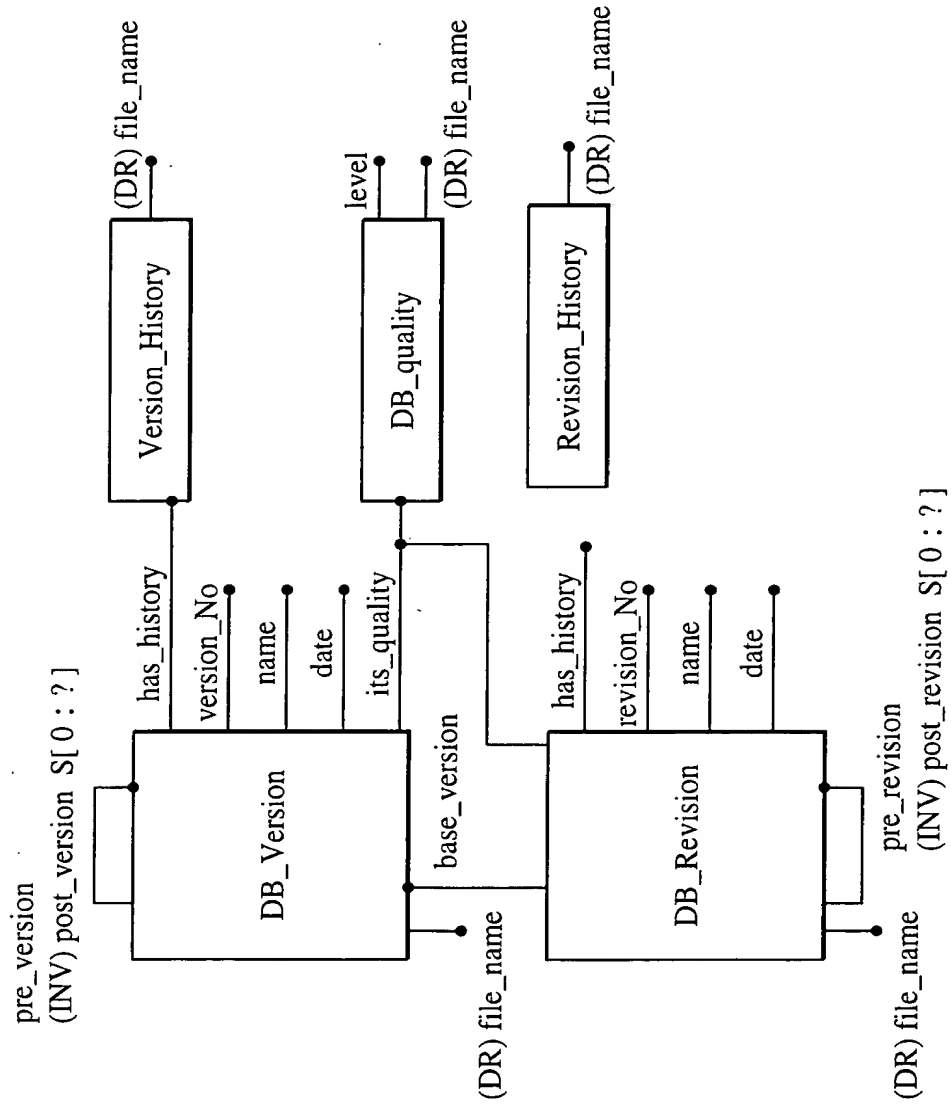 pre_version
(INV) post_version S[ 0 : ? ]
DB_Version
has_history
version_No
name
date
its_quality
Version_History
(DR) file_name
DB_quality
level
(DR) file_name
(DR) file_name
base_version
DB_Revision
has_history
revision_No
name
date
Revision_History
(DR) file_name
(DR) file_name
pre_revision
(INV) post_revision S[ 0 : ? ]